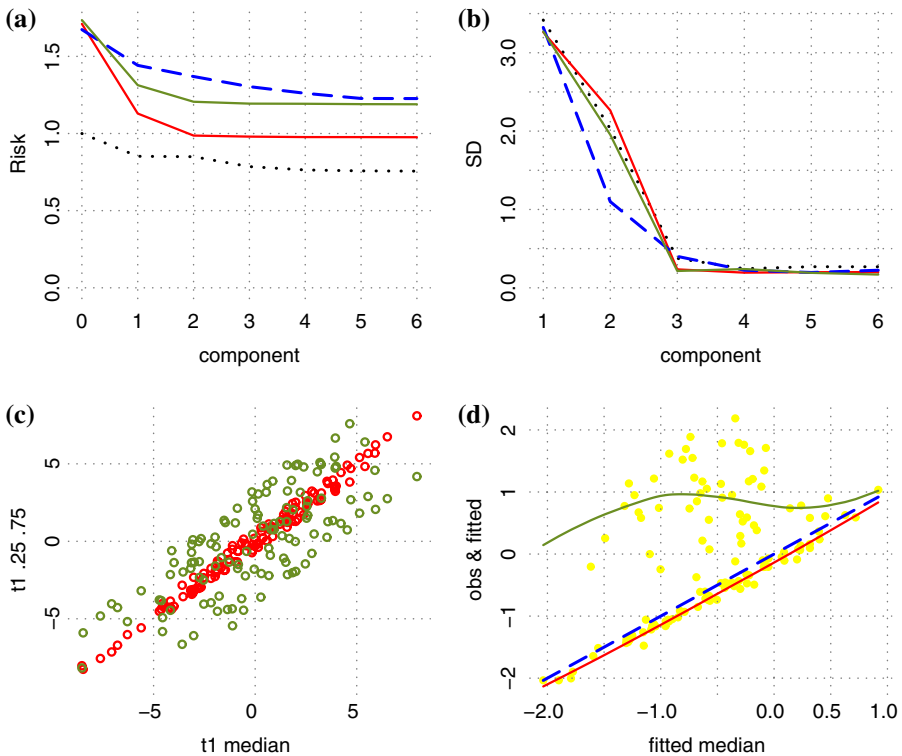 (a)
Risk
1.5
1.0
0.5
0.0
0 1 2 3 4 5 6
component
(b)
SD
3.0
2.0
1.0
0.0
1 2 3 4 5 6
component
(c)
t1 .25 .75
5
0
−5
−5 0 5
t1 median
(d)
obs & fitted
2
1
0
−1
−2
−2.0 −1.0 0.0 1.0
fitted median